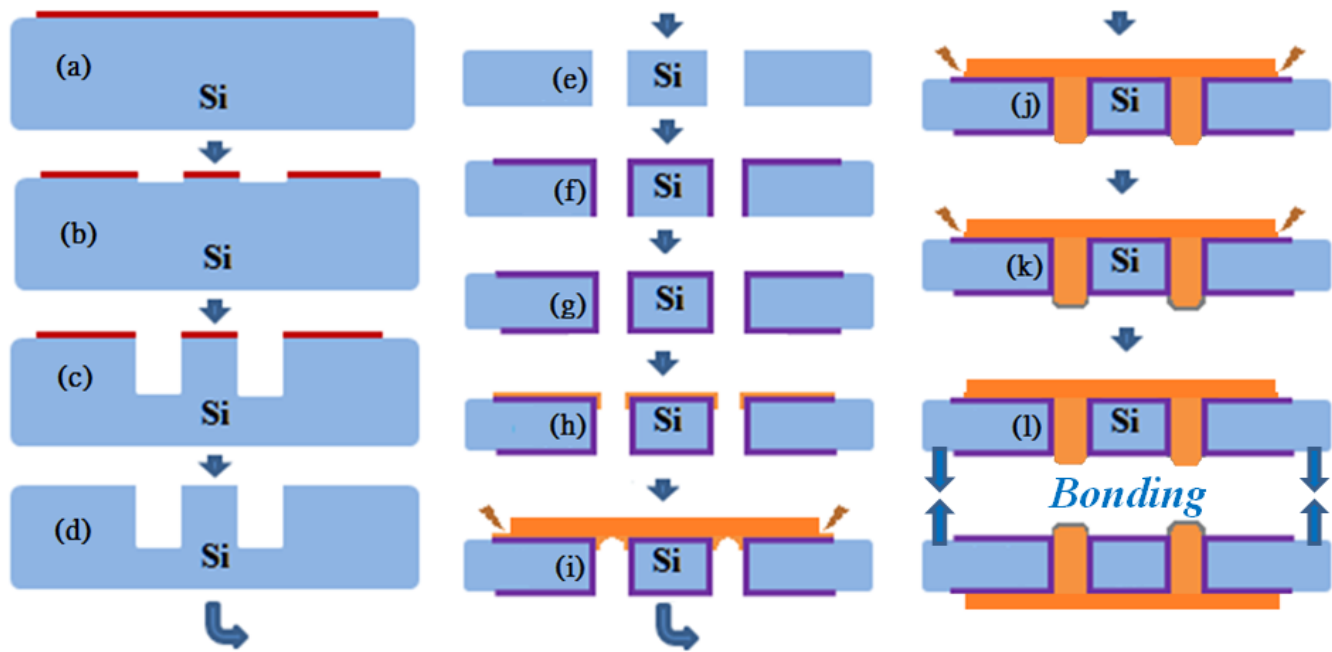 (a)
Si
(b)
Si
(c)
Si
(d)
Si
(e) Si
(f) Si
(g) Si
(h) Si
(i) Si
(j) Si
(k) Si
(l) Si
Bonding